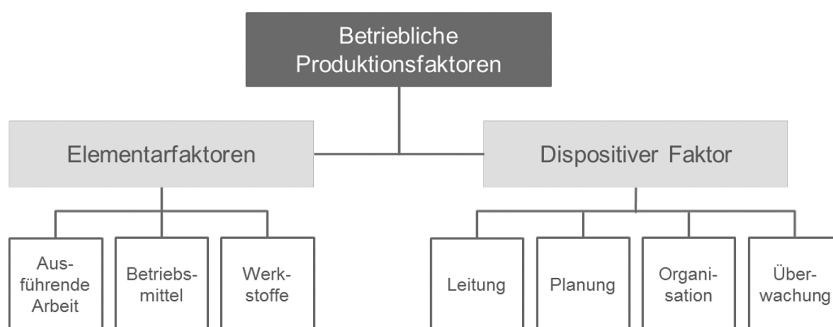 Betriebliche
Produktionsfaktoren
Elementarfaktoren
Dispositiver Faktor
Aus-
führende
Arbeit
Betriebs-
mittel
Werk-
stoffe
Leitung
Planung
Organi-
sation
Über-
wachung